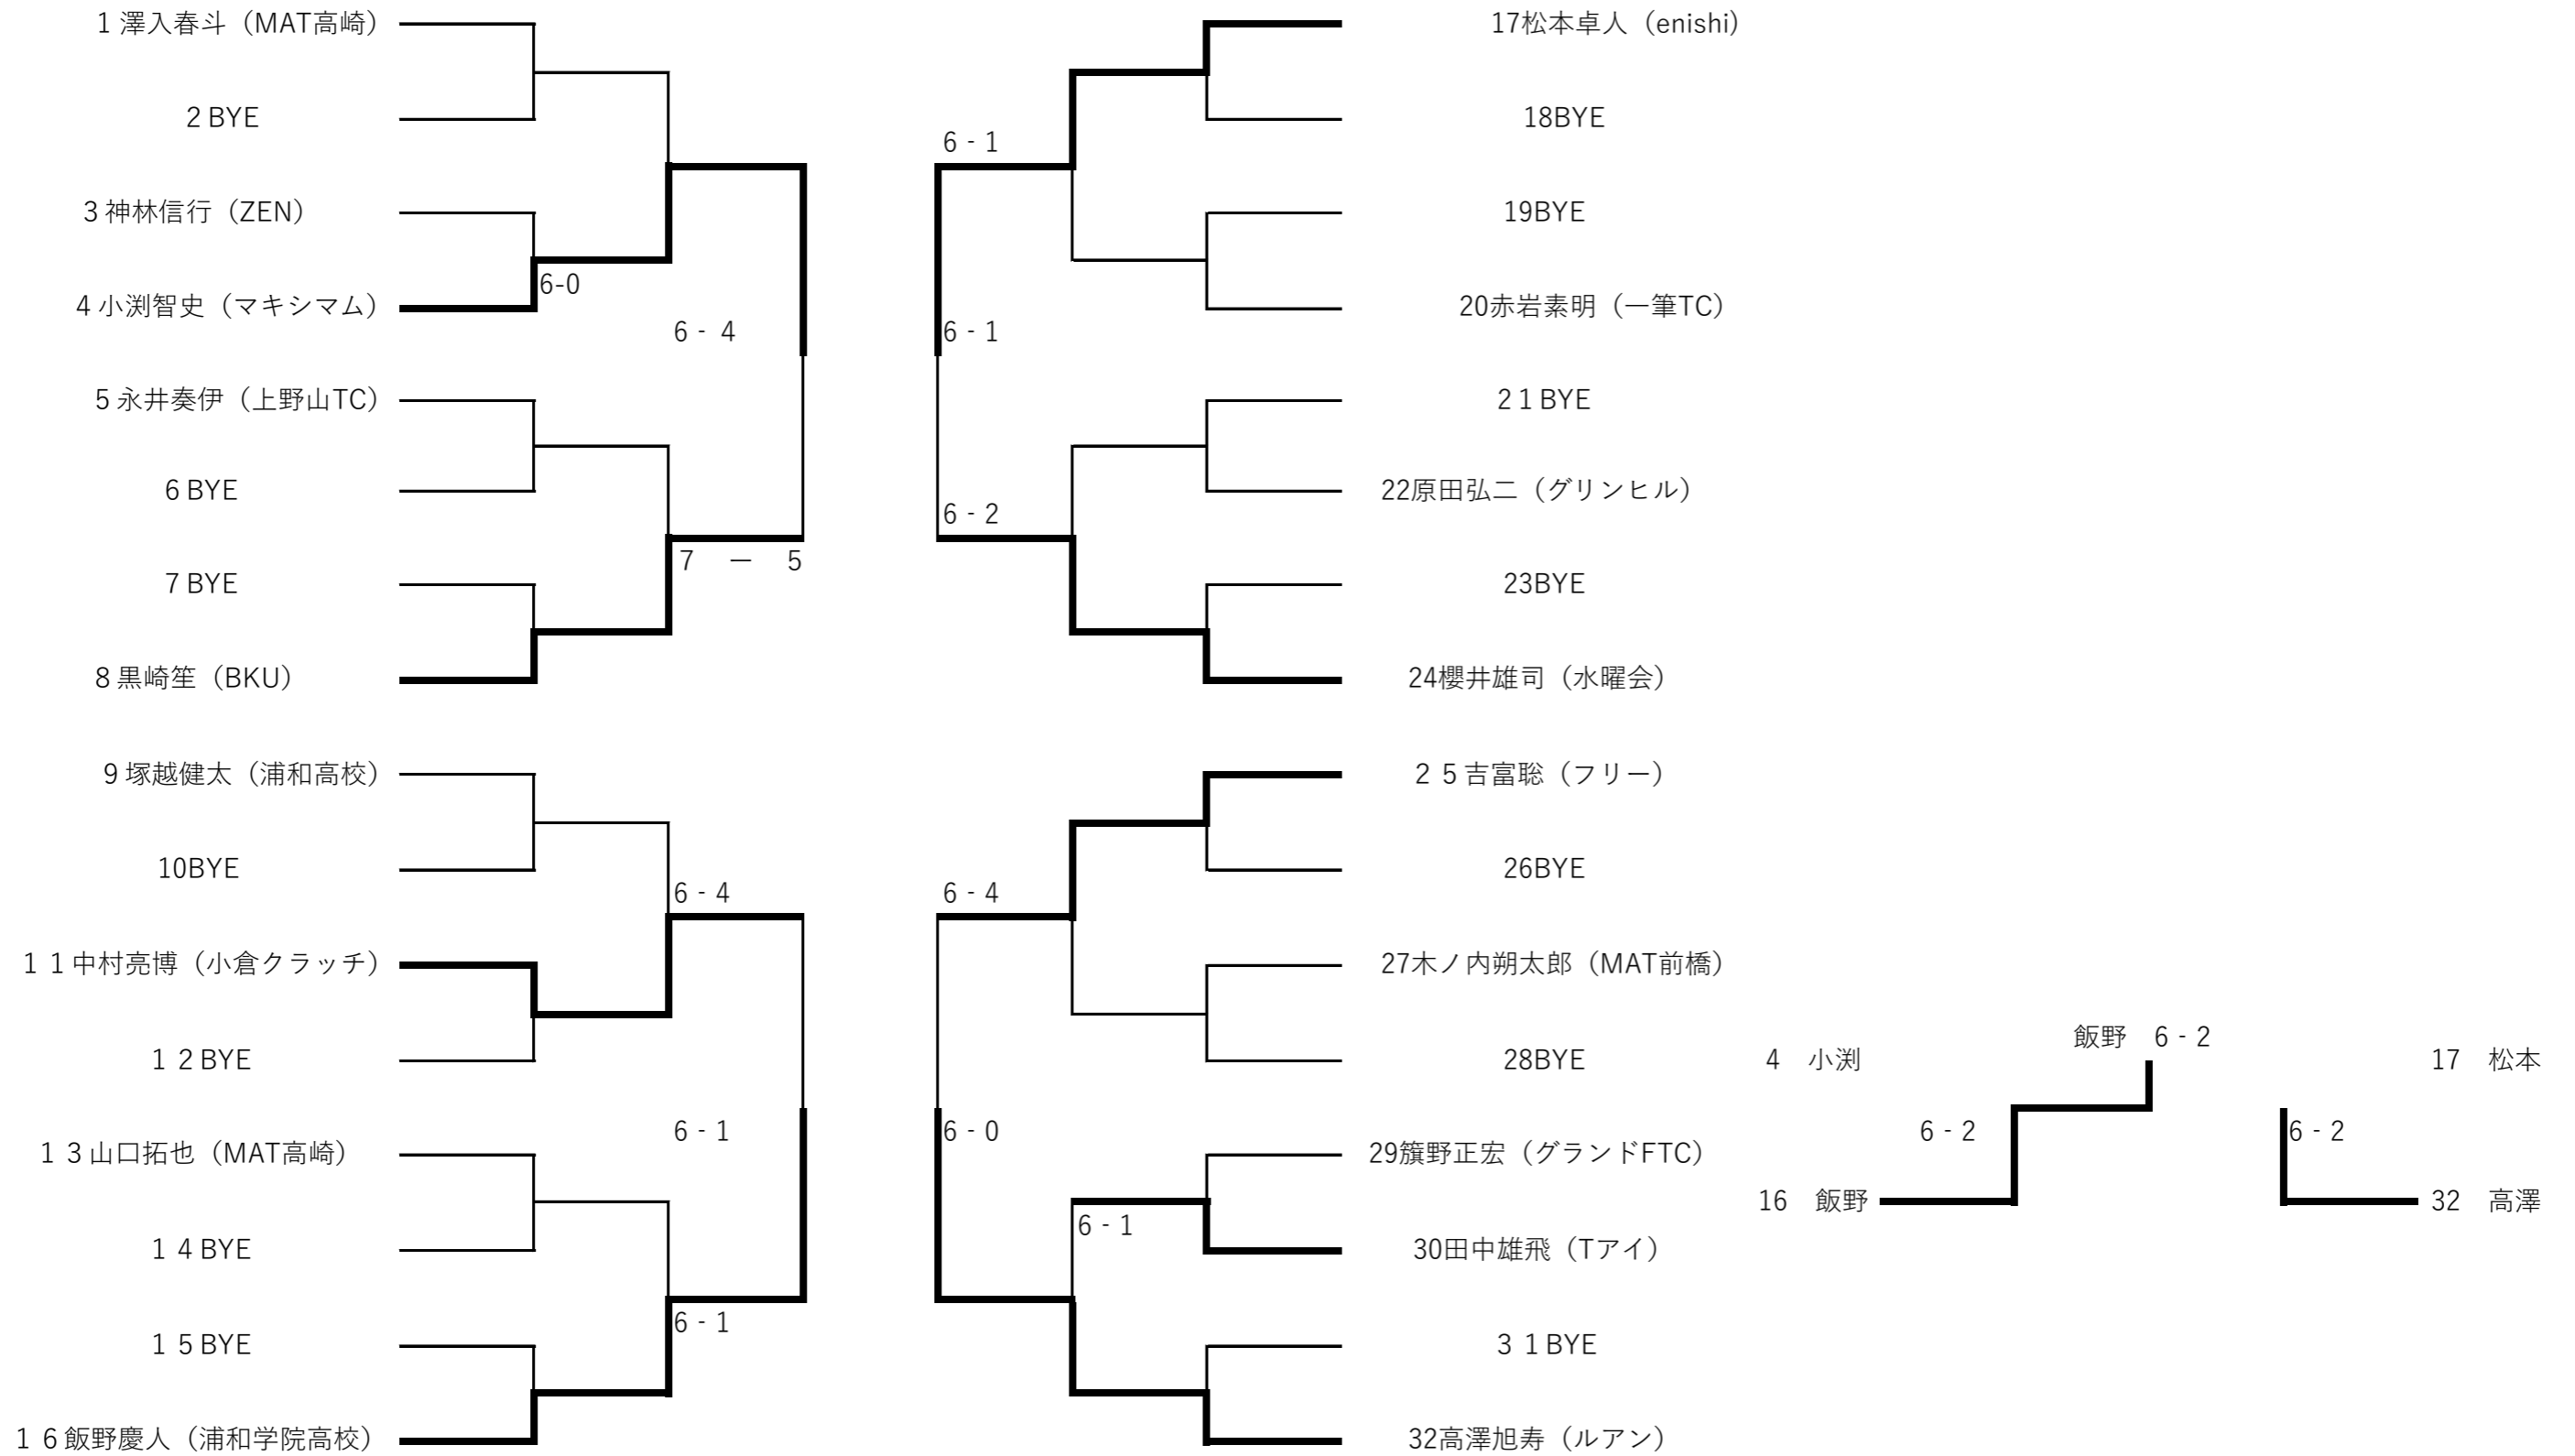 1 澤入春斗（MAT高崎）
2 BYE
3 神林信行（ZEN）
4 小渕智史（マキシマム）
6-0
6 - 4
5 永井奏伊（上野山TC）
6 BYE
7 — 5
7 BYE
8 黒崎笙（BKU）
9 塚越健太（浦和高校）
10BYE
6 - 4
１１中村亮博（小倉クラッチ）
１２BYE
6 - 1
１３山口拓也（MAT高崎）
１４BYE
6 - 1
１５BYE
１６飯野慶人（浦和学院高校）
17松本卓人（enishi)
18BYE
6 - 1
19BYE
20赤岩素明（一筆TC）
6 - 1
２１BYE
22原田弘二（グリンヒル）
6 - 2
23BYE
24櫻井雄司（水曜会）
２５吉富聡（フリー）
26BYE
6 - 4
27木ノ内朔太郎（MAT前橋）
28BYE
6 - 0
29籏野正宏（グランドFTC）
6 - 1
30田中雄飛（Tアイ）
３１BYE
32高澤旭寿（ルアン）
飯野　6 - 2
4　小渕
17　松本
6 - 2
6 - 2
16　飯野
32　高澤